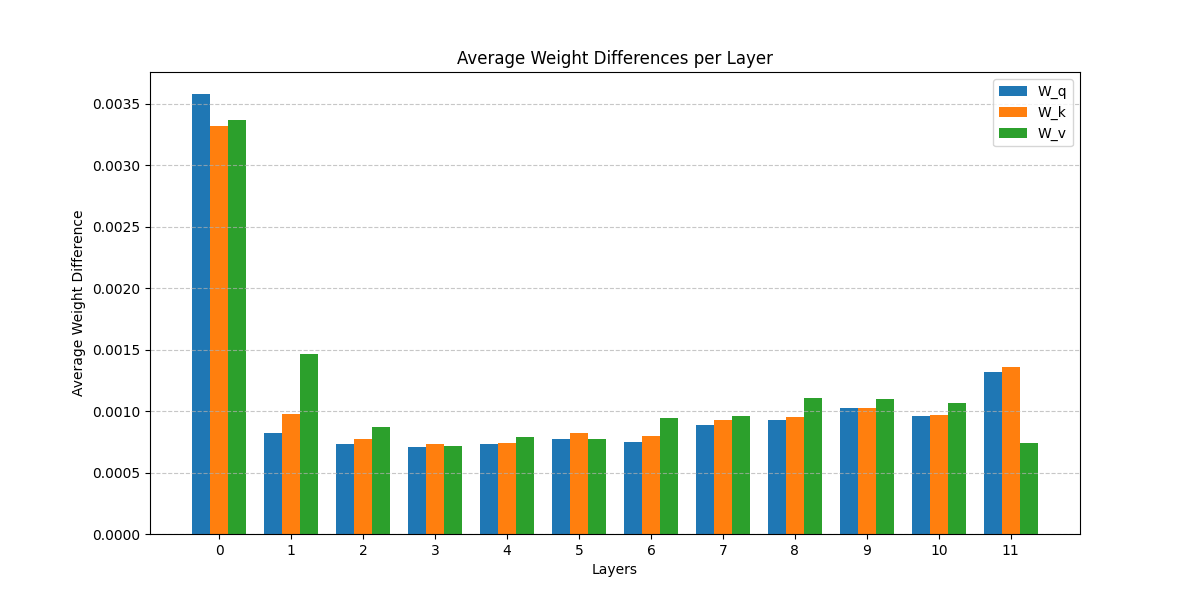 Average Weight Differences per Layer
W_q
W_k
W_v
Average Weight Difference
0.0035
0.0030
0.0025
0.0020
0.0015
0.0010
0.0005
0.0000
0 1 2 3 4 5 6 7 8 9 10 11
Layers